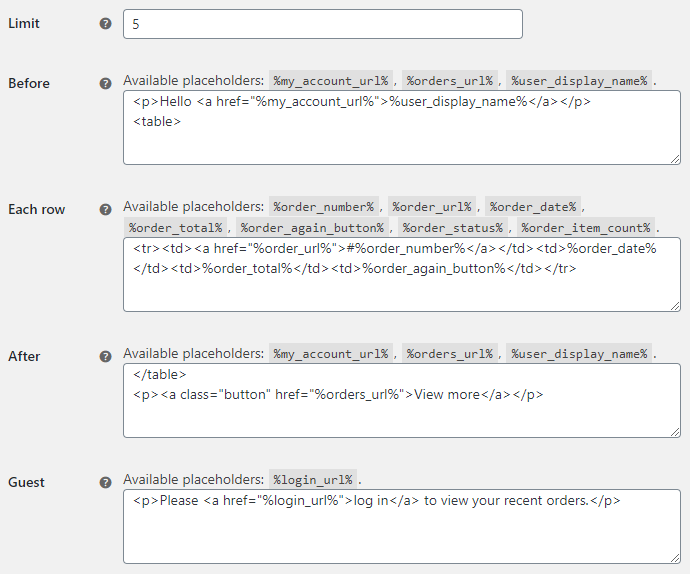 Limit
5
Before
Available placeholders: %my_account_url% , %orders_url% , %user_display_name% .
<p>Hello <a href="%my_account_url%">%user_display_name%</a></p>
<table>
Each row
Available placeholders: %order_number% , %order_url% , %order_date% ,
%order_total% , %order_again_button% , %order_status% , %order_item_count% .
<tr><td><a href="%order_url%">#%order_number%</a></td><td>%order_date%
</td><td>%order_total%</td><td>%order_again_button%</td></tr>
After
Available placeholders: %my_account_url% , %orders_url% , %user_display_name% .
</table>
<p><a class="button" href="%orders_url%">View more</a></p>
Guest
Available placeholders: %login_url% .
<p>Please <a href="%login_url%">log in</a> to view your recent orders.</p>